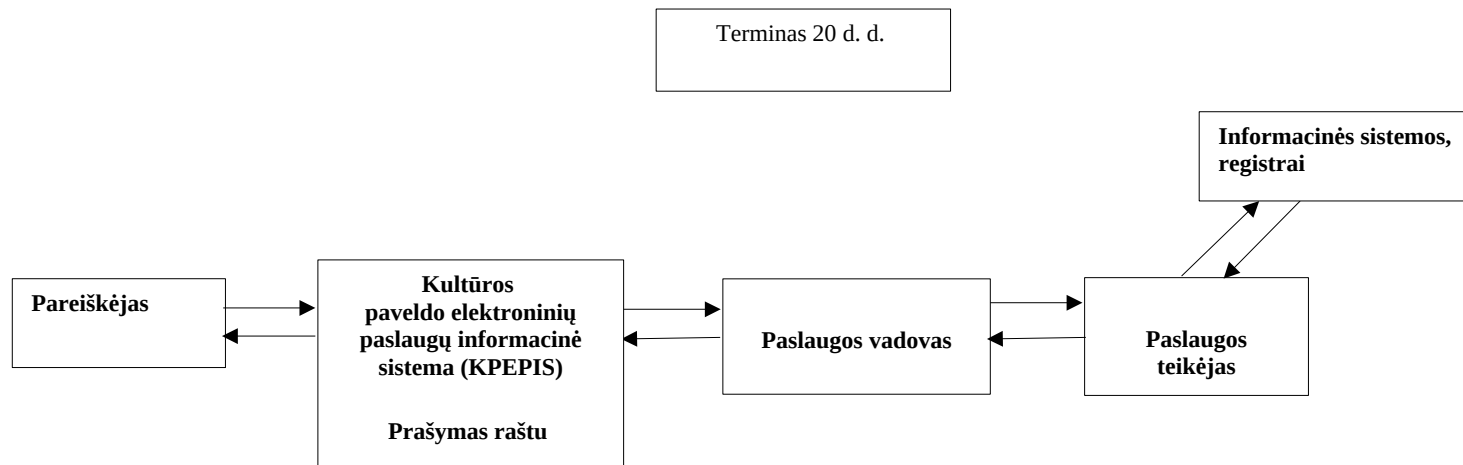 Terminas 20 d. d.
Informacinės sistemos,
registrai
Pareiškėjas
Kultūros
paveldo elektroninių
paslaugų informacinė
sistema (KPEPIS)
Prašymas raštu
Paslaugos vadovas
Paslaugos
teikėjas